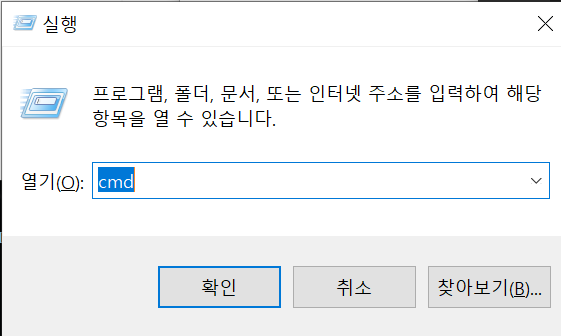 실행
프로그램, 폴더, 문서, 또는 인터넷 주소를 입력하여 해당
항목을 열 수 있습니다.
열기(O): cmd
확인 취소 찾아보기(B)...